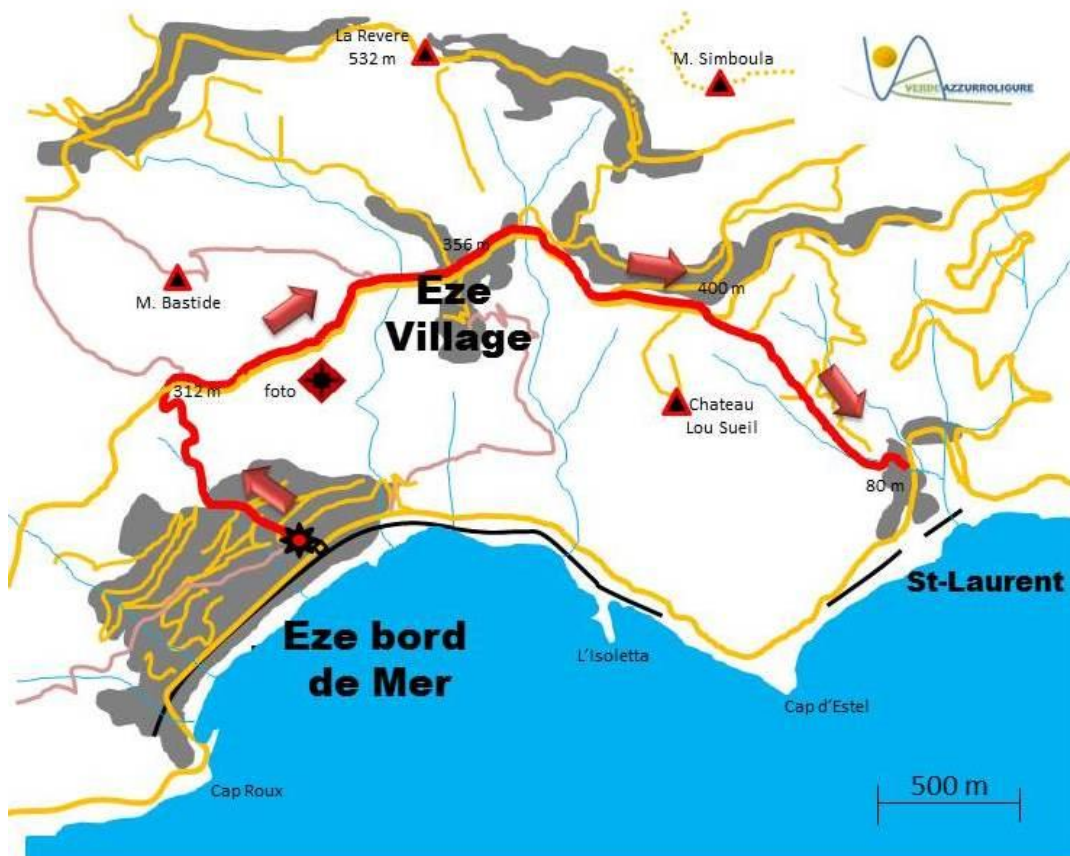 La Revere
532 m
M. Simboula
VERDEAZZURROLIGURE
356 m
Eze
Village
400 m
M. Bastide
312 m
foto
Chateau
Lou Sueil
80 m
St-Laurent
Eze bord
de Mer
L'Isoletta
Cap d'Estel
Cap Roux
500 m